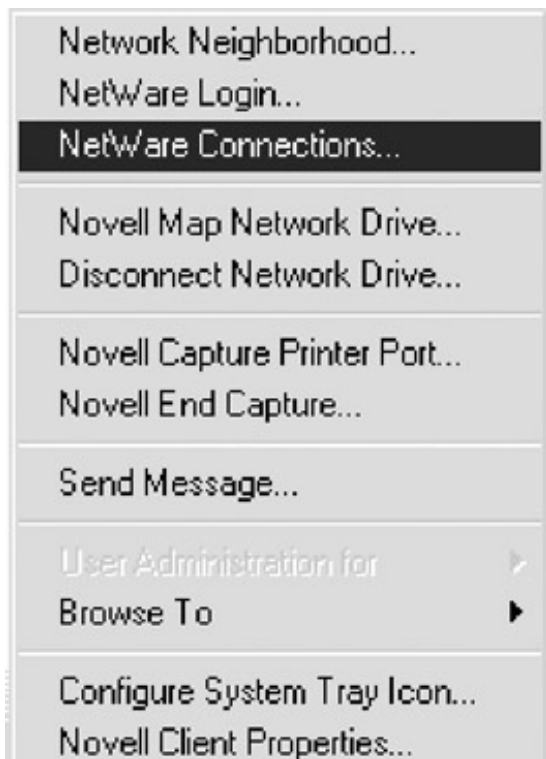 Network Neighborhood...
NetWare Login...
NetWare Connections...
Novell Map Network Drive...
Disconnect Network Drive...
Novell Capture Printer Port...
Novell End Capture...
Send Message...
User Administration for
Browse To
Configure System Tray Icon...
Novell Client Properties...